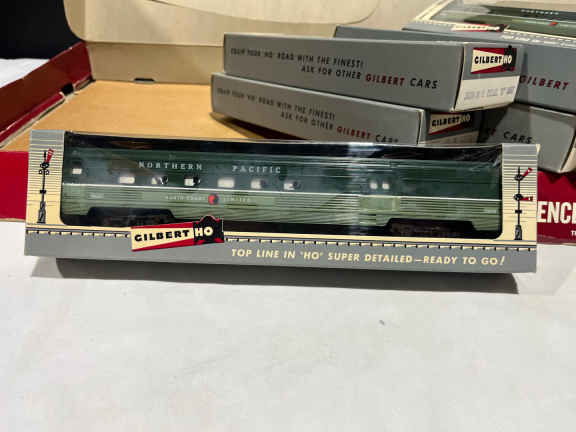 EQUIP YOUR 'HO' ROAD WITH THE FINEST!
ASK FOR OTHER GILBERT CARS
GILBERT HO
EQUIP YOUR 'HO' ROAD WITH THE FINEST!
ASK FOR OTHER GILBERT CARS
GILBERT
GILBERT
NORTHERN PACIFIC
NORTH COAST LIMITED
GILBERT HO
TOP LINE IN 'HO' SUPER DETAILED—READY TO GO!
ENC